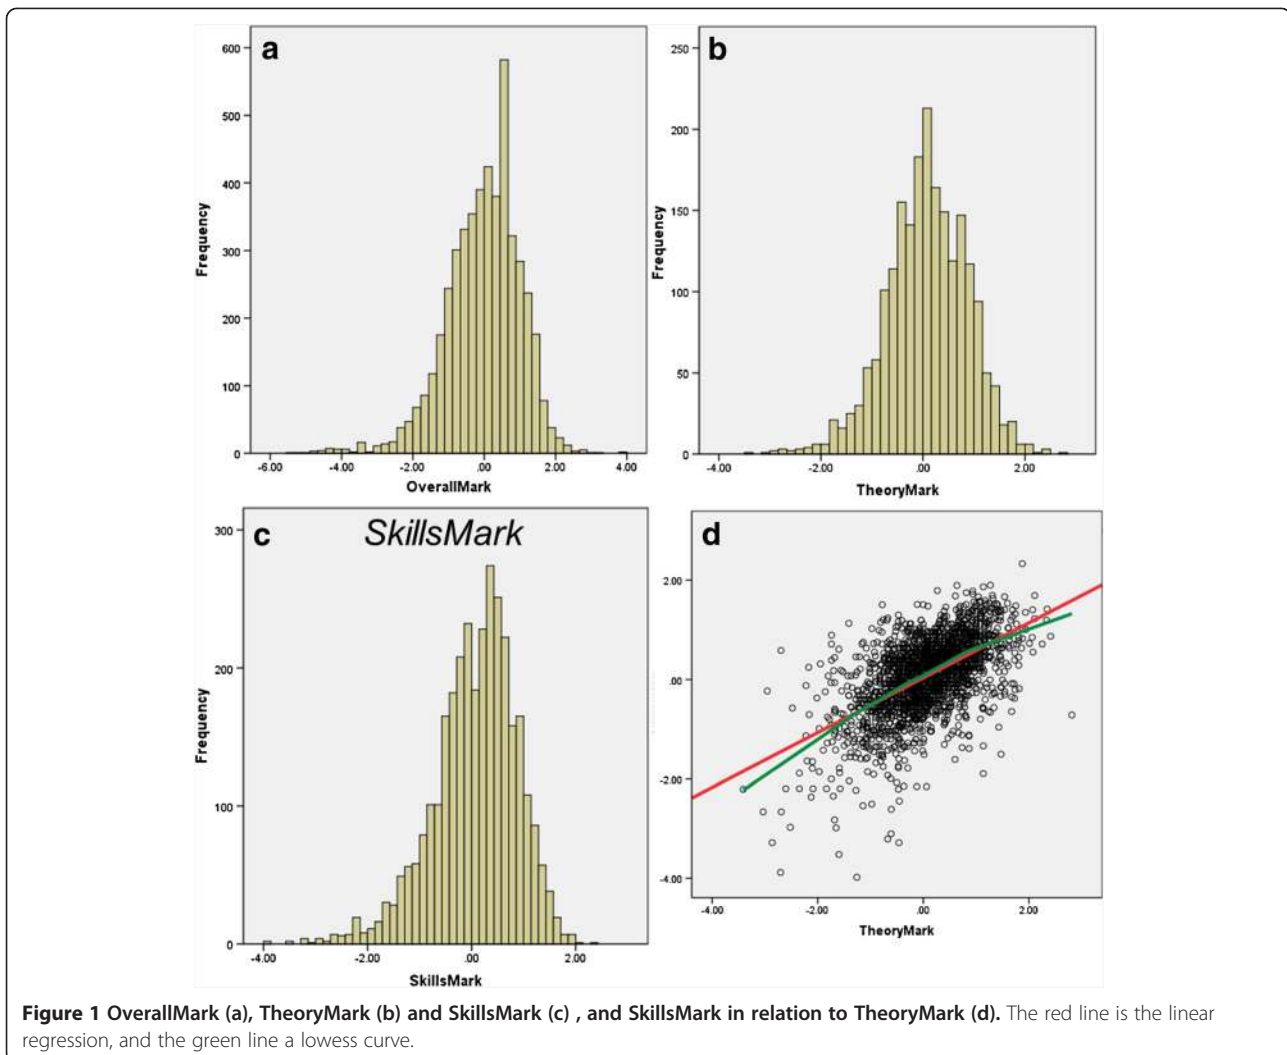 a
600
500
400
300
200
100
0
Frequency
-6.00 -4.00 -2.00 .00 2.00 4.00
OverallMark
b
250
200
150
100
50
0
Frequency
-4.00 -2.00 .00 2.00
TheoryMark
c SkillsMark
300
200
100
0
Frequency
-4.00 -2.00 .00 2.00
SkillsMark
d
2.00
.00
-2.00
-4.00
-4.00 -2.00 .00 2.00
TheoryMark
Figure 1 OverallMark (a), TheoryMark (b) and SkillsMark (c) , and SkillsMark in relation to TheoryMark (d). The red line is the linear
regression, and the green line a lowess curve.